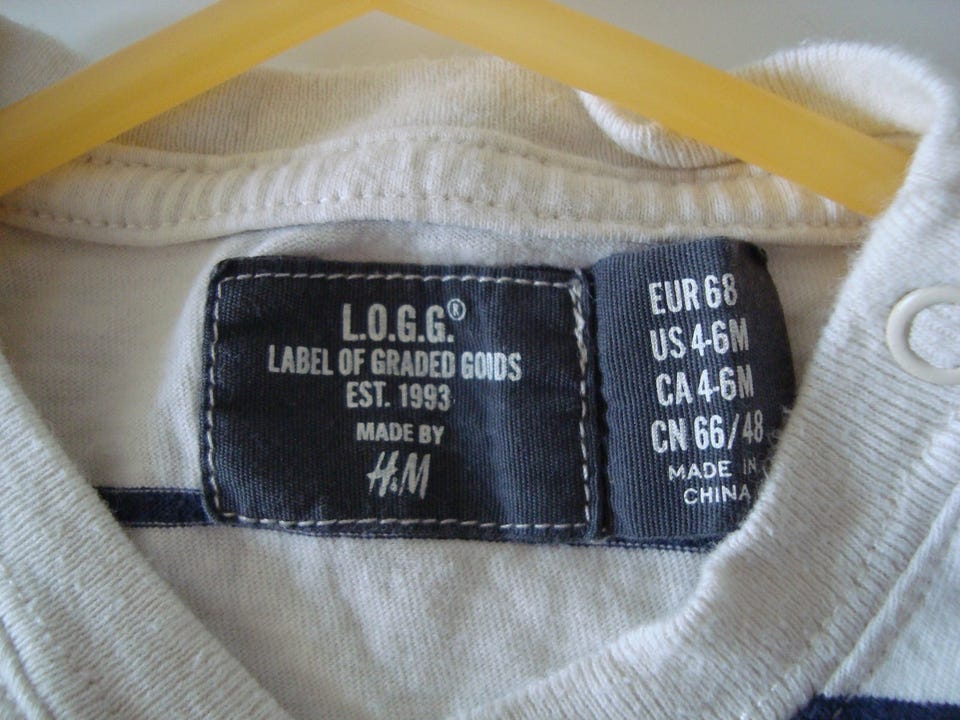 L.O.G.G.®
LABEL OF GRADED GOODS
EST. 1993
MADE BY
H&M
EUR 68
US 4-6M
CA 4-6M
CN 66/48
MADE IN
CHINA